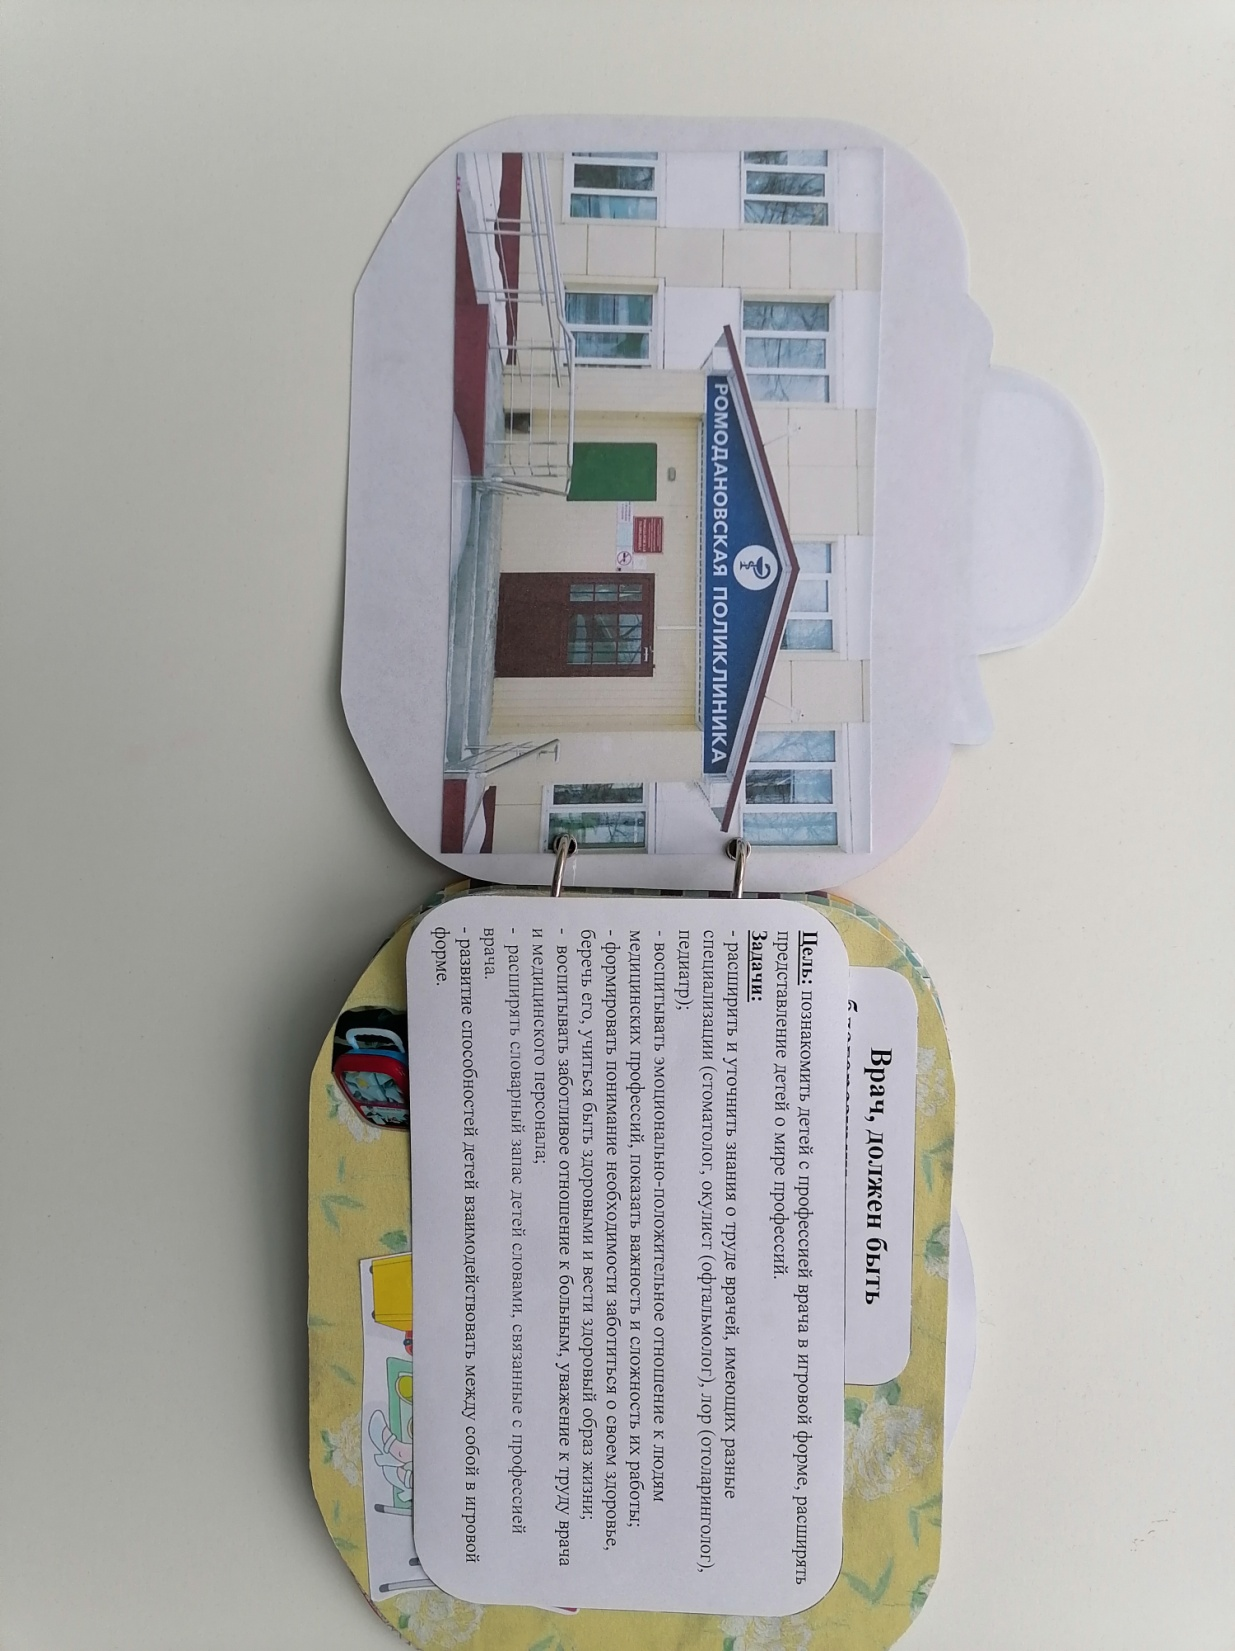 РОМОДАНОВСКАЯ ПОЛИКЛИНИКА
Врач, должен быть
Цель: познакомить детей с профессией врача в игровой форме, расширять
представление детей о мире профессий.
Задачи:
- расширить и уточнить знания о труде врачей, имеющих разные
специализации (стоматолог, окулист (офтальмолог), лор (отоларинголог),
педиатр);
- воспитывать эмоционально-положительное отношение к людям
медицинских профессий, показать важность и сложность их работы;
- формировать понимание необходимости заботиться о своем здоровье,
беречь его, учиться быть здоровыми и вести здоровый образ жизни;
- воспитывать заботливое отношение к больным, уважение к труду врача
и медицинского персонала;
- расширять словарный запас детей словами, связанные с профессией
врача.
- развитие способностей детей взаимодействовать между собой в игровой
форме.